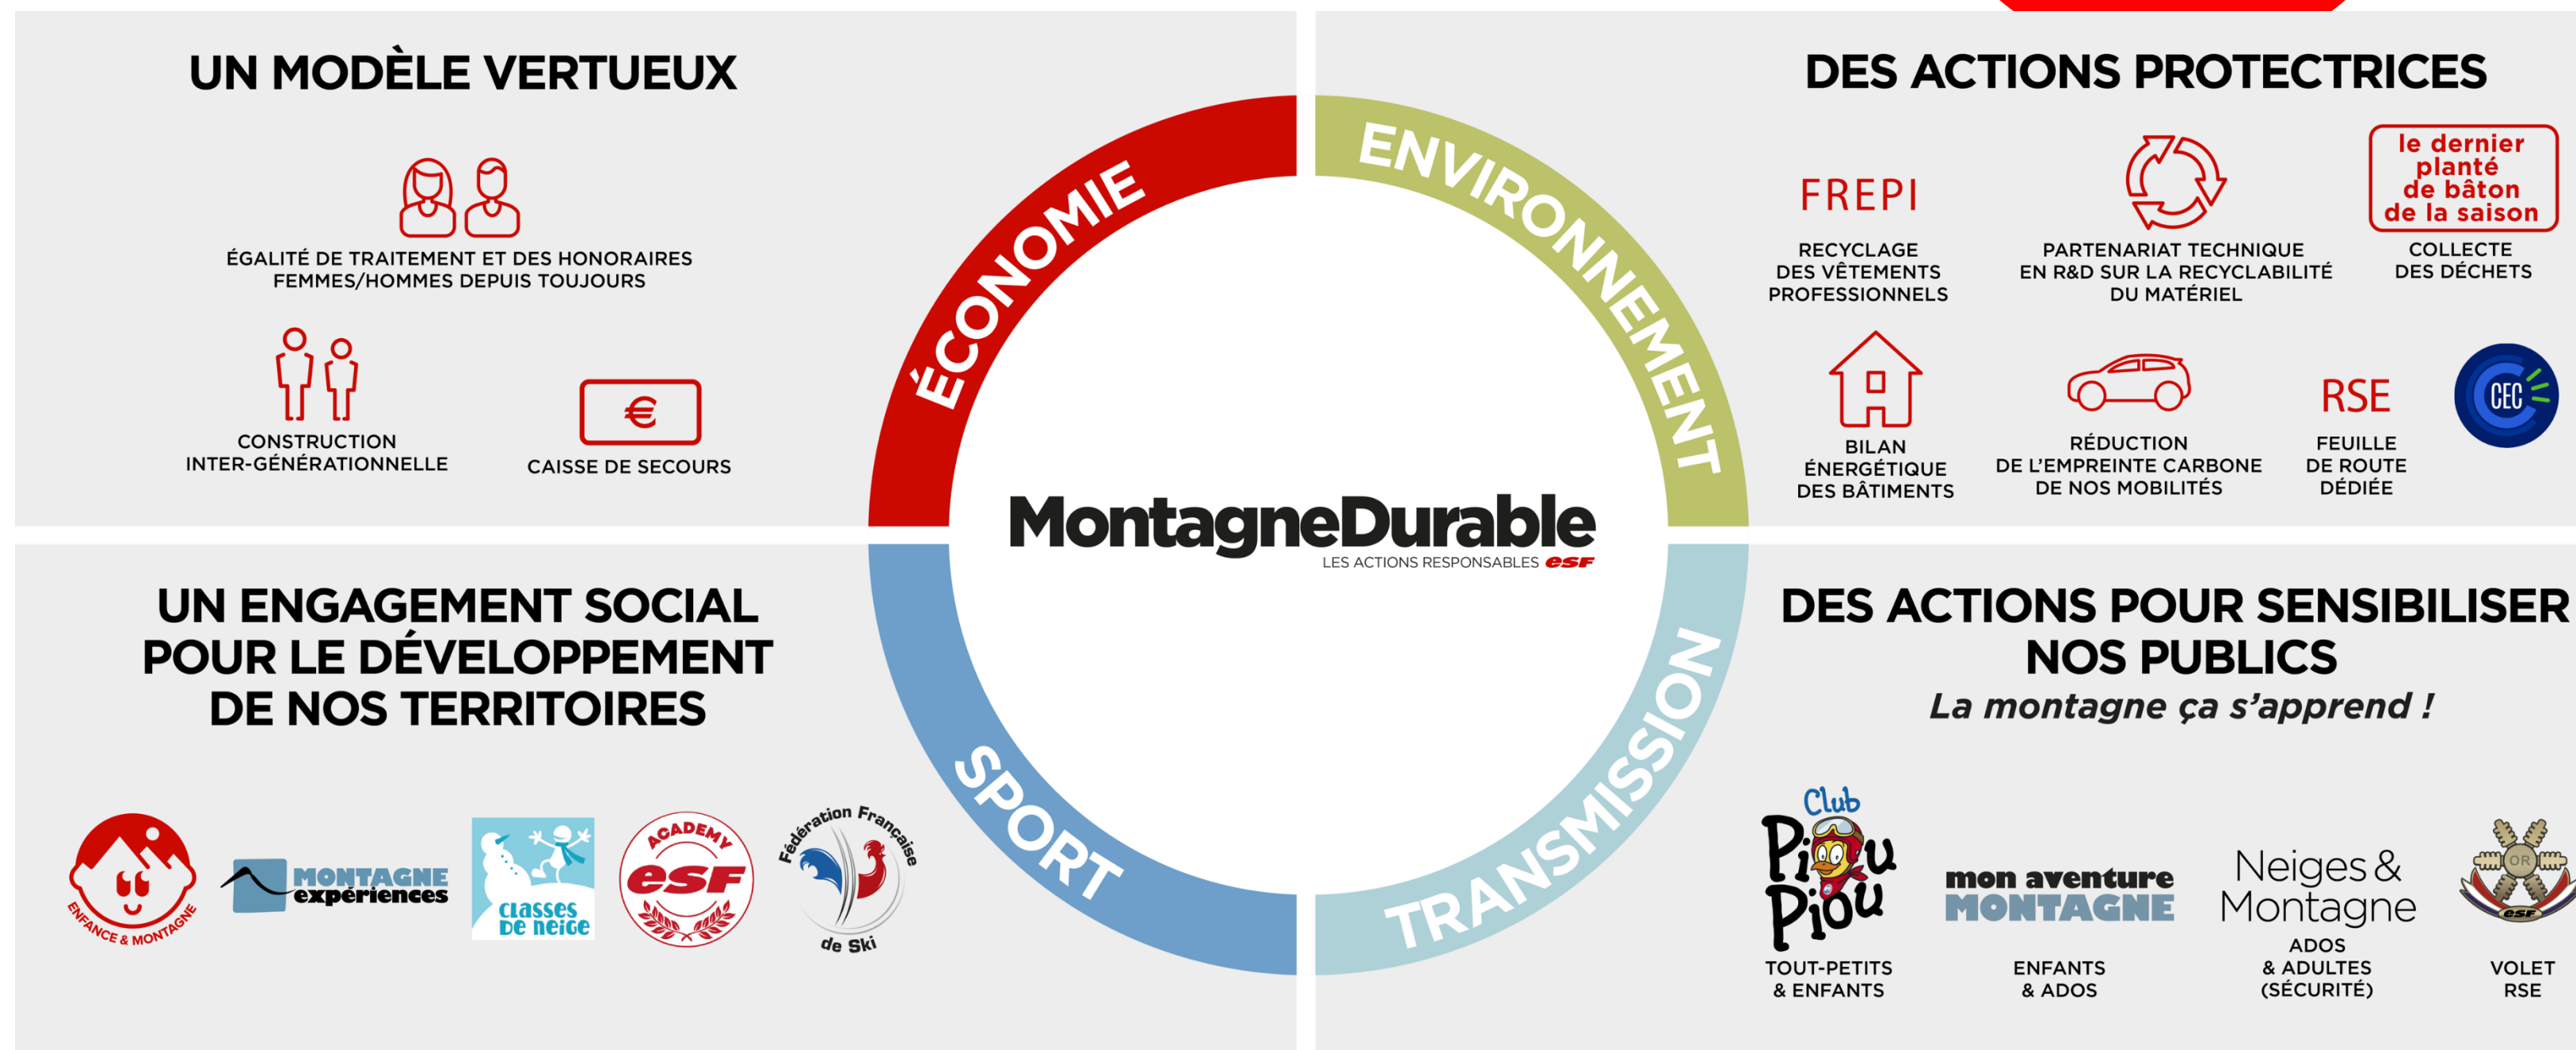 UN MODÈLE VERTUEUX
ÉGALITÉ DE TRAITEMENT ET DES HONORAIRES
FEMMES/HOMMES DEPUIS TOUJOURS
CONSTRUCTION
INTER-GÉNÉRATIONNELLE
€
CAISSE DE SECOURS
ÉCONOMIE
ENVIRONNEMENT
DES ACTIONS PROTECTRICES
FREPI
RECYCLAGE
DES VÊTEMENTS
PROFESSIONNELS
PARTENARIAT TECHNIQUE
EN R&D SUR LA RECYCLABILITÉ
DU MATÉRIEL
le dernier
planté
de bâton
de la saison
COLLECTE
DES DÉCHETS
BILAN
ÉNERGÉTIQUE
DES BÂTIMENTS
RÉDUCTION
DE L'EMPREINTE CARBONE
DE NOS MOBILITÉS
RSE
FEUILLE
DE ROUTE
DÉDIÉE
CEC
MontagneDurable
LES ACTIONS RESPONSABLES esf
UN ENGAGEMENT SOCIAL
POUR LE DÉVELOPPEMENT
DE NOS TERRITOIRES
ENFANCE & MONTAGNE
MONTAGNE
expériences
CLASSES
DE NEIGE
ACADEMY
esf
Fédération Française
de Ski
SPORT
TRANSMISSION
DES ACTIONS POUR SENSIBILISER
NOS PUBLICS
La montagne ça s'apprend !
Club
Piou
Piou
TOUT-PETITS
& ENFANTS
mon aventure
MONTAGNE
ENFANTS
& ADOS
Neiges &
Montagne
ADOS
& ADULTES
(SÉCURITÉ)
OR
esf
VOLET
RSE